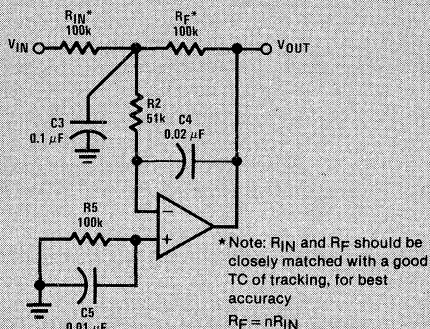 RIN*
100k
RF*
100k
VIN
VOUT
R2
51k
C4
0.02 μF
C3
0.1 μF
R5
100k
−
+
C5
0.01 μF
* Note: RIN and RF should be
closely matched with a good
TC of tracking, for best
accuracy
RF = nRIN